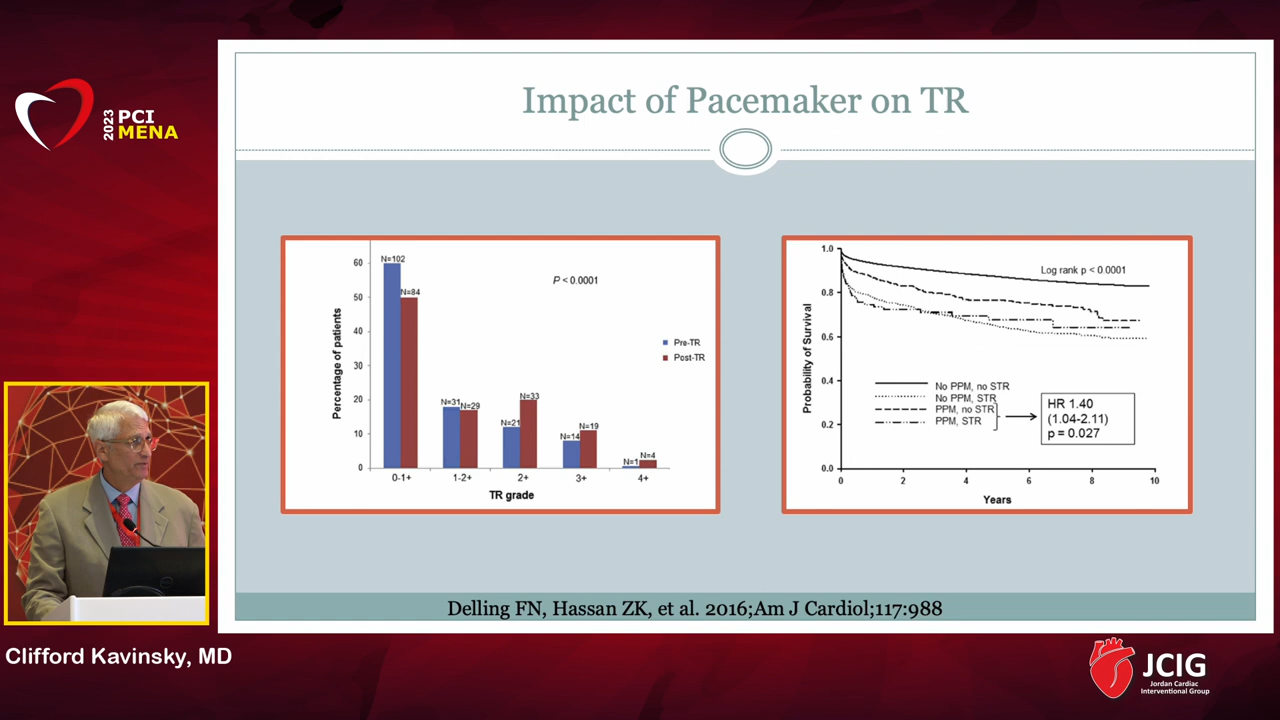 2023
PCI
MENA
Impact of Pacemaker on TR
Percentage of patients
60
50
40
30
20
10
0
N=102
N=84
N=31
N=29
N=21
N=33
N=14
N=19
N=1
N=4
P < 0.0001
Pre-TR
Post-TR
0-1+
1-2+
2+
3+
4+
TR grade
Probability of Survival
1.0
0.8
0.6
0.4
0.2
0.0
Log rank p < 0.0001
No PPM, no STR
No PPM, STR
PPM, no STR
PPM, STR
HR 1.40
(1.04-2.11)
p = 0.027
0 2 4 6 8 10
Years
Delling FN, Hassan ZK, et al. 2016;Am J Cardiol;117:988
Clifford Kavinsky, MD
JCIG
Jordan Cardiac
Interventional Group